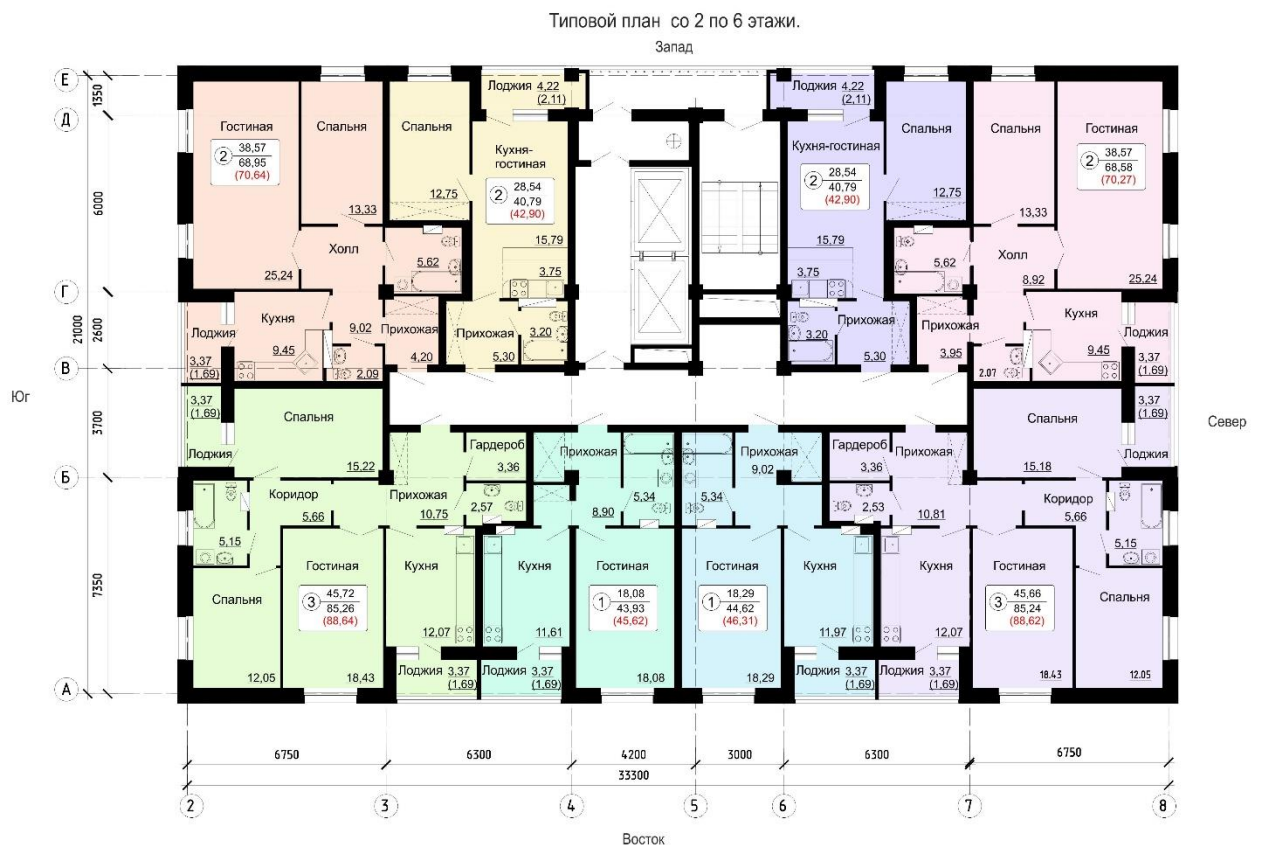 Типовой план со 2 по 6 этажи.
Запад
Е
1350
Д
6000
Г
21000
2600
В
3700
Б
7350
А
Юг
Север
Гостиная
2
38,57
68,95
(70,64)
25,24
Спальня
13.33
Холл
9.02
5.62
Кухня
9.45
2.09
Прихожая
4.20
Лоджия
3.37
(1.69)
Спальня
12.75
Лоджия 4,22
(2,11)
Кухня-
гостиная
2
28,54
40,79
(42,90)
15,79
3.75
Прихожая
5.30
3.20
Лоджия 4,22
(2,11)
Кухня-гостиная
2
28,54
40,79
(42,90)
15,79
3.75
3.20
Прихожая
5.30
Спальня
12.75
Спальня
13.33
5.62
Холл
8.92
Гостиная
2
38,57
68,58
(70,27)
25.24
Прихожая
3.95
2.07
Кухня
9.45
Лоджия
3.37
(1.69)
3,37
(1.69)
Лоджия
Спальня
15.22
Коридор
5.66
5.15
Спальня
12.05
Гостиная
3
45,72
85,26
(88,64)
18.43
Прихожая
10.75
Гардероб
3.36
2.57
Кухня
12.07
Лоджия 3,37
(1.69)
Прихожая
8.90
5.34
Кухня
11.61
Лоджия 3,37
(1.69)
Гостиная
1
18,08
43,93
(45,62)
18.08
5.34
Прихожая
9.02
Гостиная
1
18,29
44,62
(46,31)
18.29
Кухня
11.97
Лоджия 3,37
(1.69)
Гардероб
3.36
2.53
Прихожая
10.81
Кухня
12.07
Лоджия 3,37
(1.69)
Спальня
15.18
3.37
(1.69)
Лоджия
Коридор
5.66
5.15
Гостиная
3
45,66
85,24
(88,62)
18.43
Спальня
12.05
6750
6300
4200
3000
6300
6750
33300
2
3
4
5
6
7
8
Восток